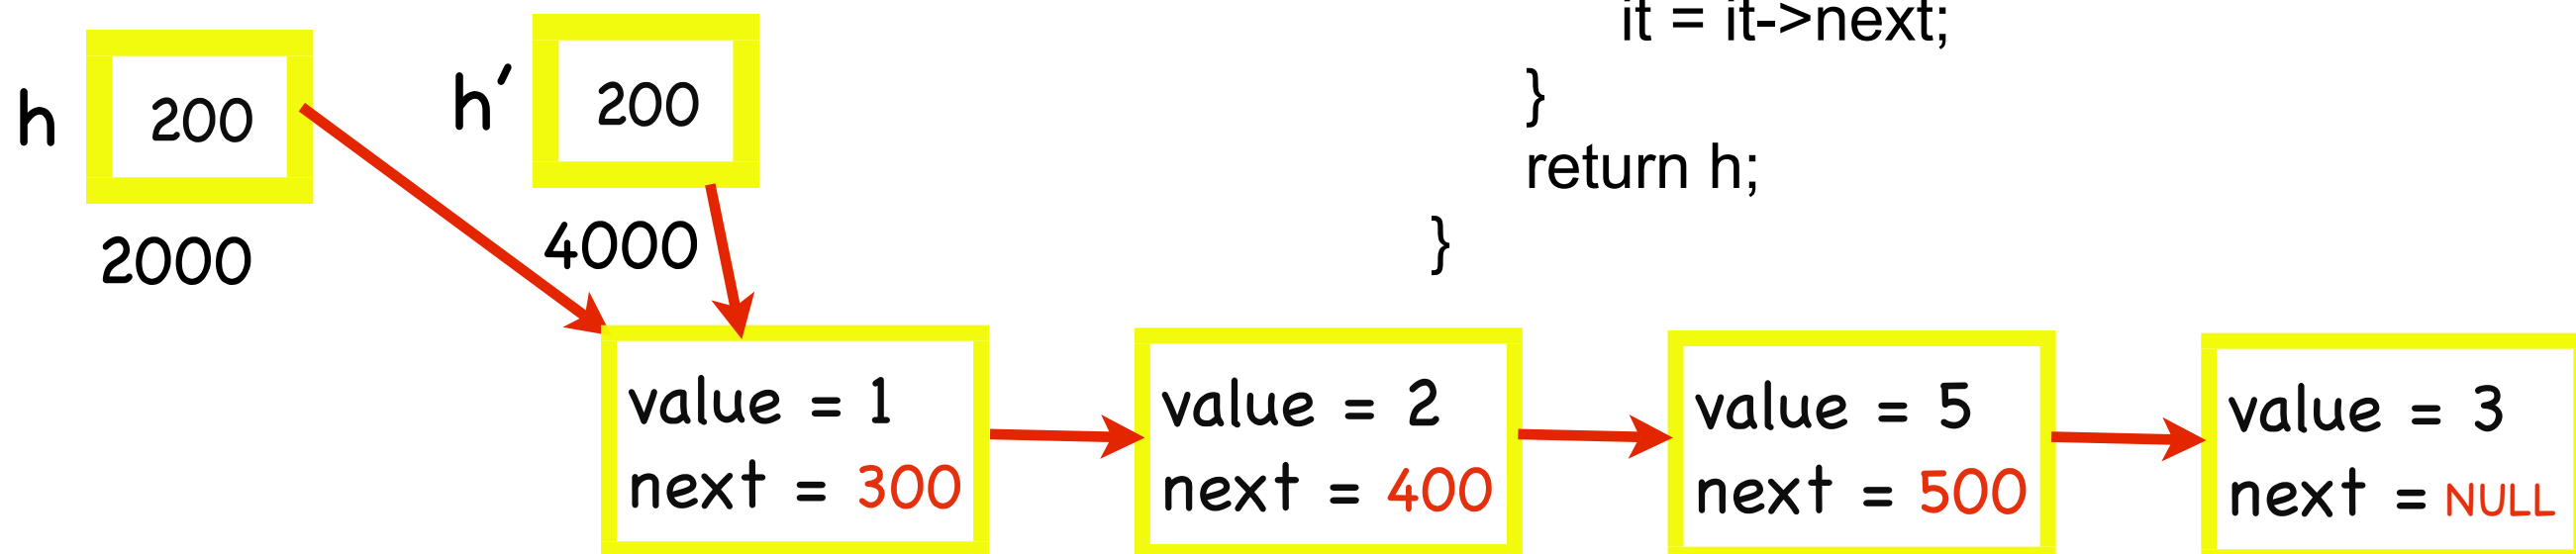 it = it->next;
}
return h;
}
h
200
2000
h′
200
4000
value = 1
next = 300
value = 2
next = 400
value = 5
next = 500
value = 3
next = NULL